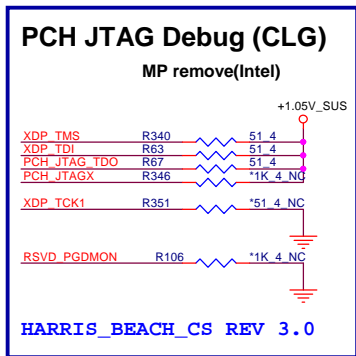 PCH JTAG Debug (CLG)
MP remove(Intel)
+1.05V_SUS
XDP_TMS R340 51_4
XDP_TDI R63 51_4
PCH_JTAG_TDO R67 51_4
PCH_JTAGX R346 *1K_4_NC
XDP_TCK1 R351 *51_4_NC
RSVD_PGDMON R106 *1K_4_NC
HARRIS_BEACH_CS REV 3.0